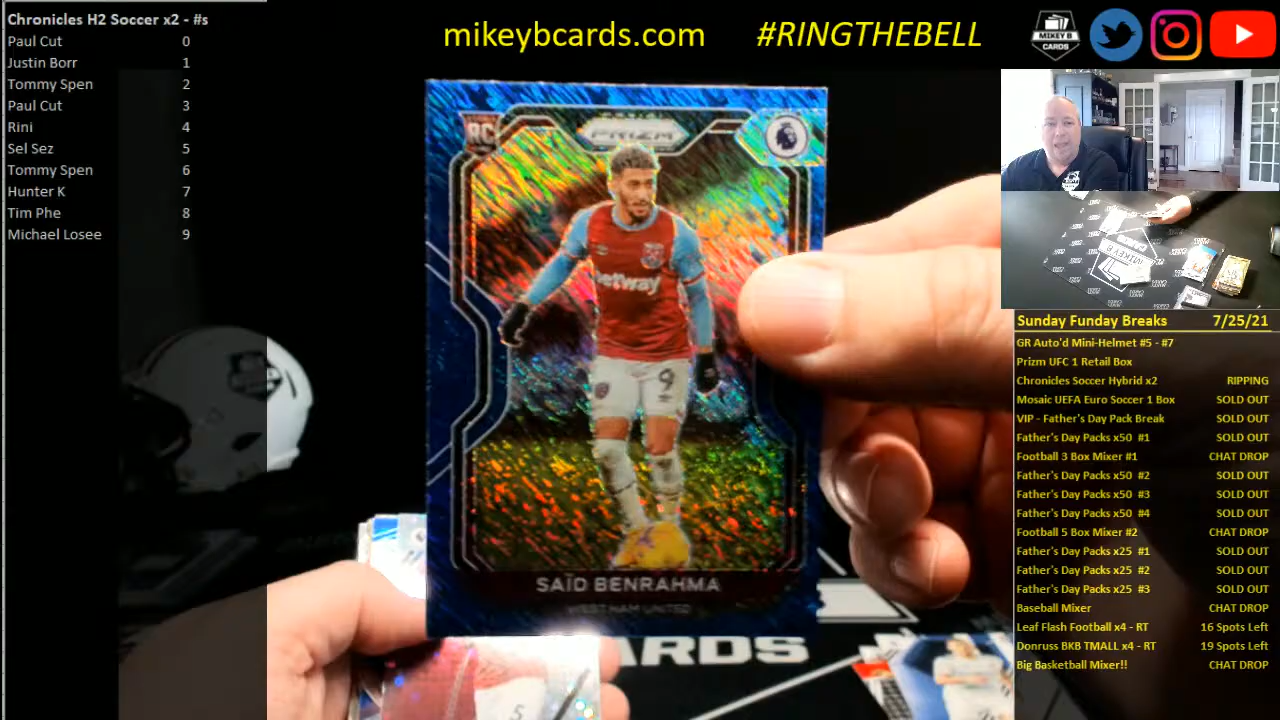 Chronicles H2 Soccer x2 - #s
Paul Cut 0
Justin Borr 1
Tommy Spen 2
Paul Cut 3
Rini 4
Sel Sez 5
Tommy Spen 6
Hunter K 7
Tim Phe 8
Michael Losee 9
mikeybcards.com #RINGTHEBELL
MIKEY B
CARDS
RC
PANINI
PRIZM
betway
9
SAÏD BENRAHMA
WEST HAM UNITED
ARDS
5
Sunday Funday Breaks 7/25/21
GR Auto'd Mini-Helmet #5 - #7
Prizm UFC 1 Retail Box
Chronicles Soccer Hybrid x2 RIPPING
Mosaic UEFA Euro Soccer 1 Box SOLD OUT
VIP - Father's Day Pack Break SOLD OUT
Father's Day Packs x50 #1 SOLD OUT
Football 3 Box Mixer #1 CHAT DROP
Father's Day Packs x50 #2 SOLD OUT
Father's Day Packs x50 #3 SOLD OUT
Father's Day Packs x50 #4 SOLD OUT
Football 5 Box Mixer #2 CHAT DROP
Father's Day Packs x25 #1 SOLD OUT
Father's Day Packs x25 #2 SOLD OUT
Father's Day Packs x25 #3 SOLD OUT
Baseball Mixer CHAT DROP
Leaf Flash Football x4 - RT 16 Spots Left
Donruss BKB TMALL x4 - RT 19 Spots Left
Big Basketball Mixer!! CHAT DROP